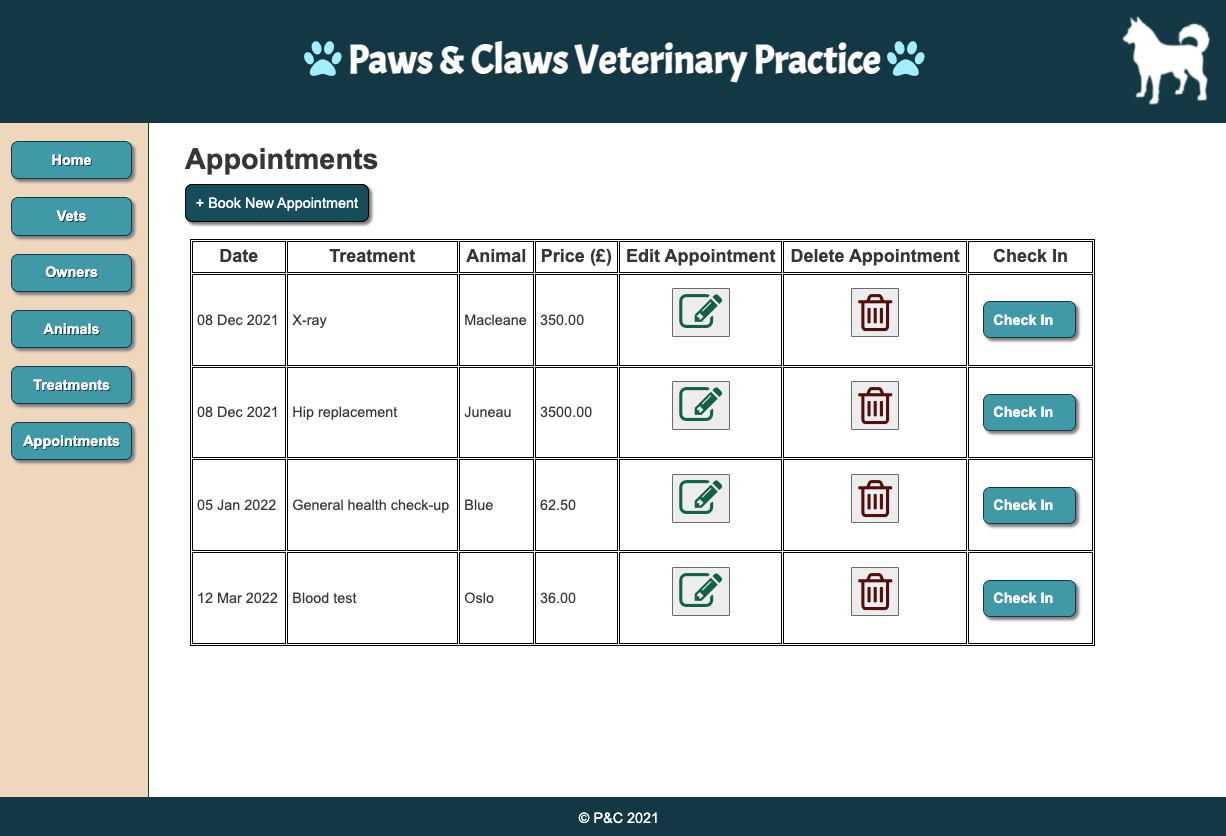 Paws & Claws Veterinary Practice
Home
Vets
Owners
Animals
Treatments
Appointments
Appointments
+ Book New Appointment
Date Treatment Animal Price (£) Edit Appointment Delete Appointment Check In
08 Dec 2021 X-ray Macleane 350.00 Check In
08 Dec 2021 Hip replacement Juneau 3500.00 Check In
05 Jan 2022 General health check-up Blue 62.50 Check In
12 Mar 2022 Blood test Oslo 36.00 Check In
© P&C 2021